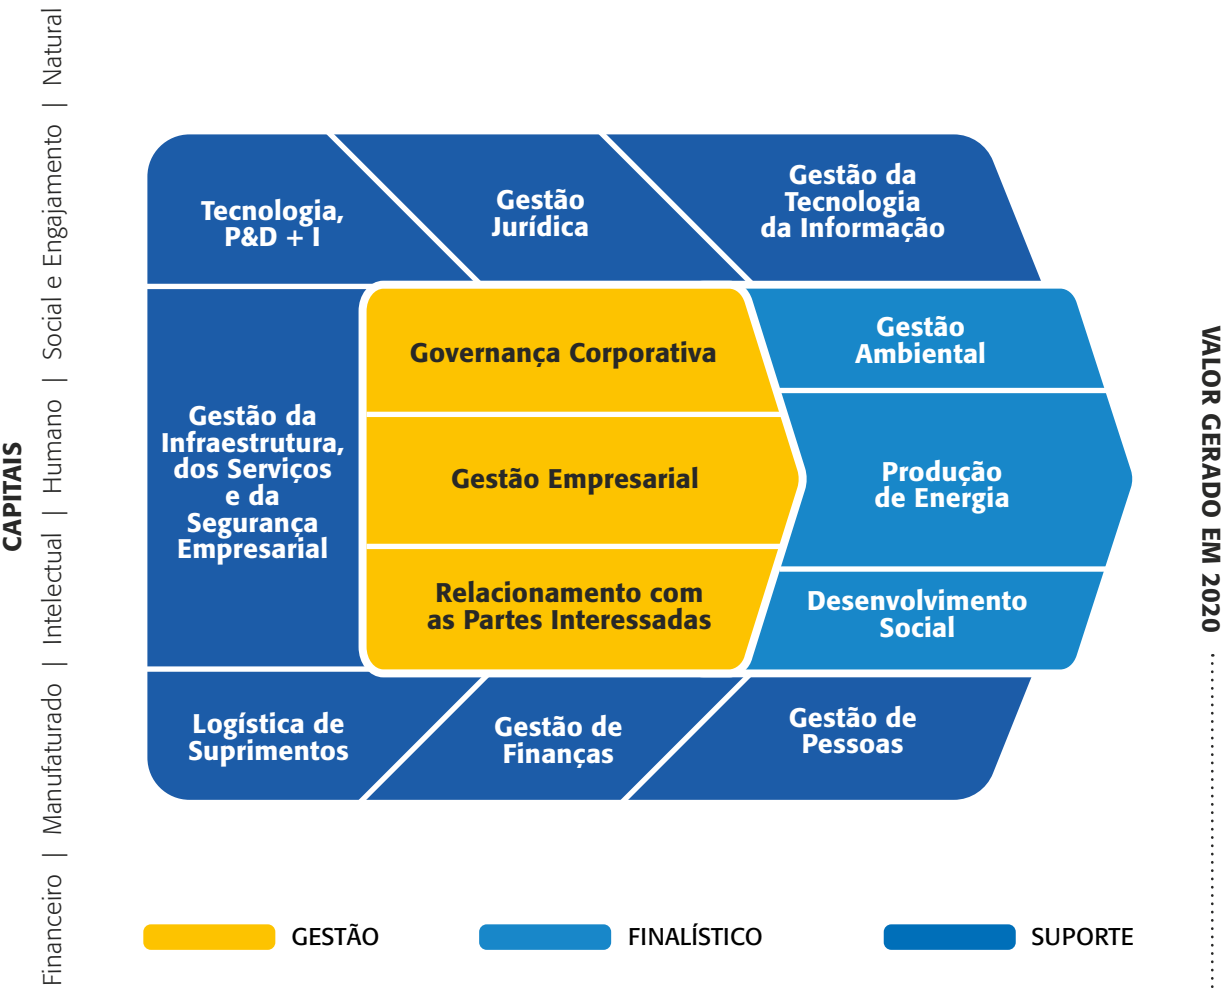 CAPITAIS
Financeiro | Manufaturado | Intelectual | Humano | Social e Engajamento | Natural
Tecnologia,
P&D + I
Gestão
Jurídica
Gestão da
Tecnologia
da Informação
Gestão da
Infraestrutura,
dos Serviços
e da
Segurança
Empresarial
Governança Corporativa
Gestão Empresarial
Relacionamento com
as Partes Interessadas
Gestão
Ambiental
Produção
de Energia
Desenvolvimento
Social
Logística de
Suprimentos
Gestão de
Finanças
Gestão de
Pessoas
VALOR GERADO EM 2020
GESTÃO
FINALÍSTICO
SUPORTE